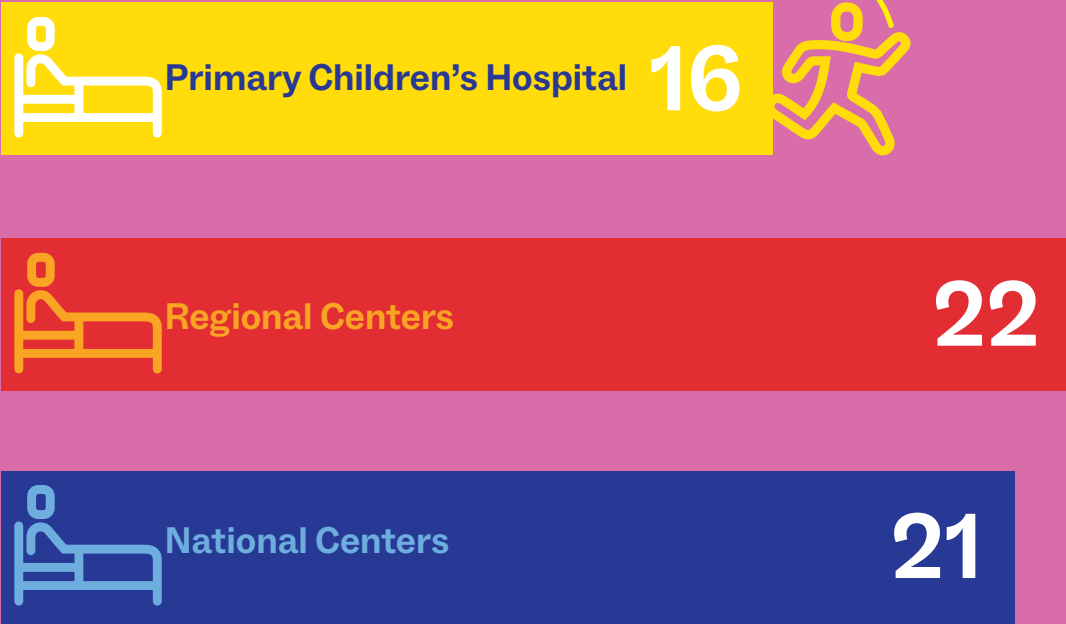 Primary Children’s Hospital 16
Regional Centers 22
National Centers 21